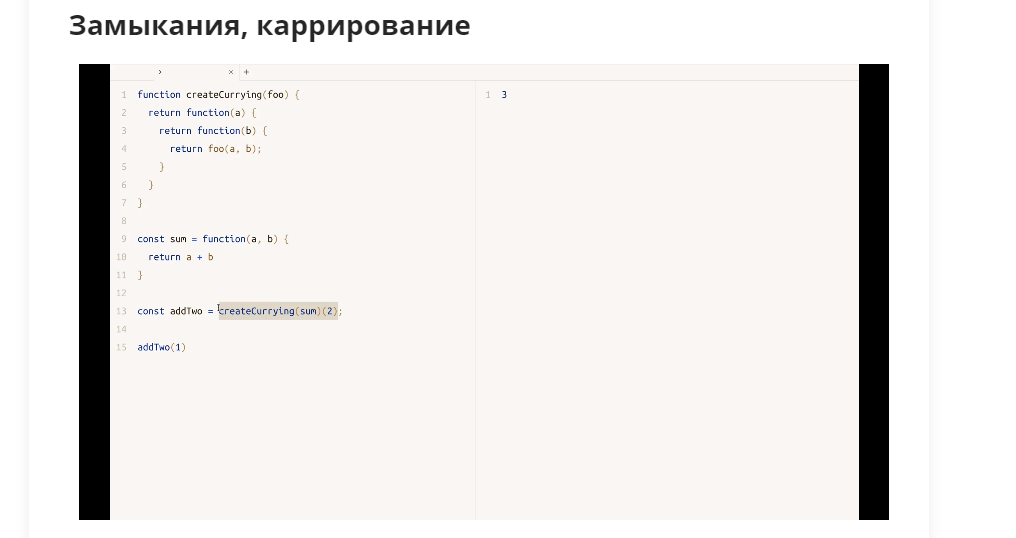 Замыкания, каррирование
› × +
1 function createCurrying(foo) {
2 return function(a) {
3 return function(b) {
4 return foo(a, b);
5 }
6 }
7 }
8
9 const sum = function(a, b) {
10 return a + b
11 }
12
13 const addTwo = createCurrying(sum)(2);
14
15 addTwo(1)
1 3